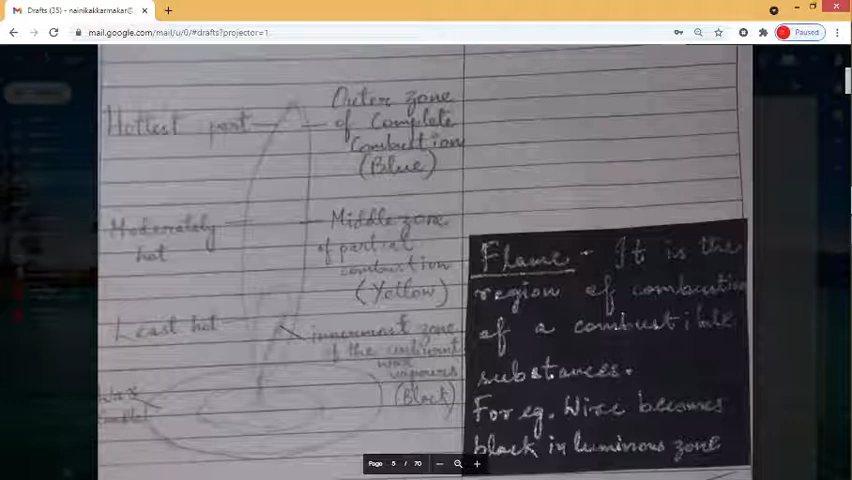 Drafts (35) - nainikakkarmakar@
mail.google.com/mail/u/0/#drafts?projector=1
Paused
Hottest part
Outer zone
of complete
combustion
(Blue)
Moderately
hot
Middle zone
of partial
combustion
(Yellow)
Least hot
innermost zone
of the unburnt
wax
vapours
(Black)
Wax
Flame - It is the
region of combustion
of a combustible
substances.
For eg. Wire becomes
black in luminous zone
Page 5 / 70